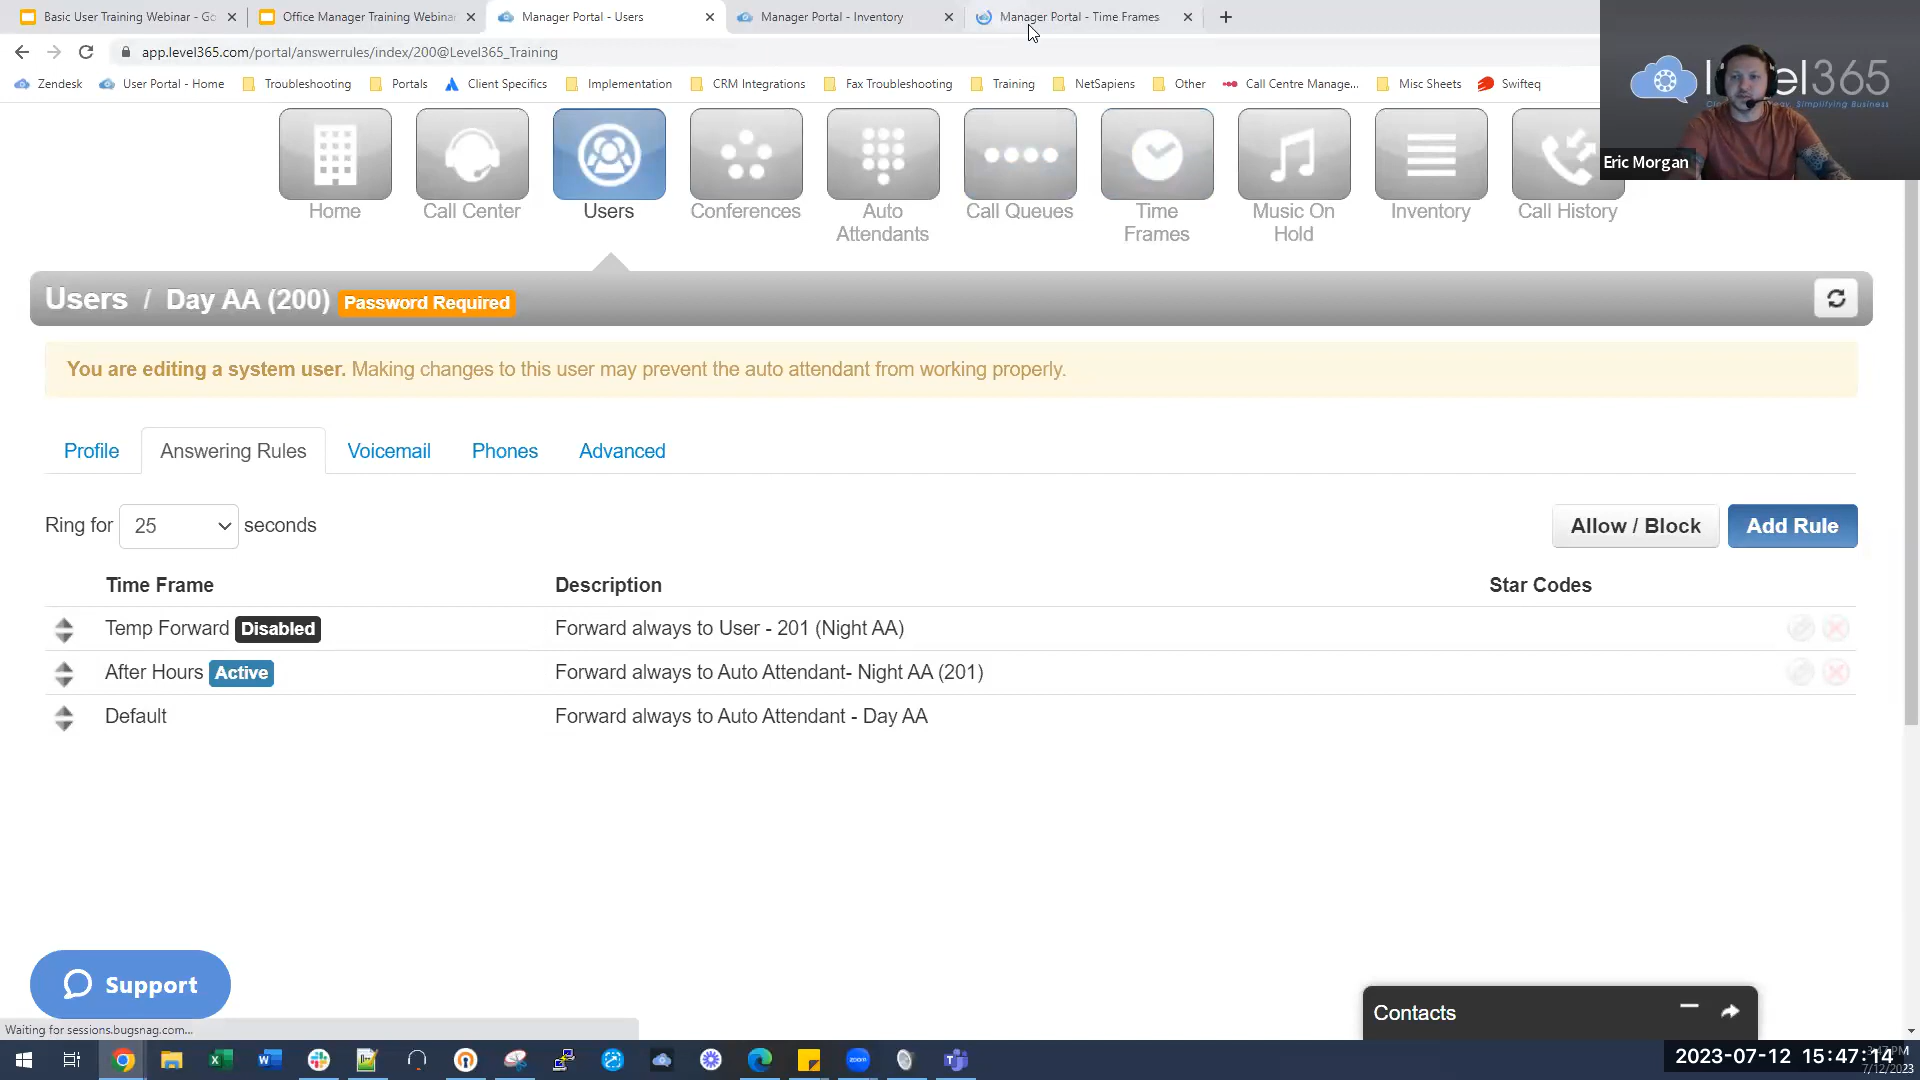 Basic User Training Webinar - Go
Office Manager Training Webinar
Manager Portal - Users
Manager Portal - Inventory
Manager Portal - Time Frames
app.level365.com/portal/answerrules/index/200@Level365_Training
Zendesk
User Portal - Home
Troubleshooting
Portals
Client Specifics
Implementation
CRM Integrations
Fax Troubleshooting
Training
NetSapiens
Other
Call Centre Manage...
Misc Sheets
Swifteq
Eric Morgan
Home
Call Center
Users
Conferences
Auto
Attendants
Call Queues
Time
Frames
Music On
Hold
Inventory
Call History
Users / Day AA (200) Password Required
You are editing a system user. Making changes to this user may prevent the auto attendant from working properly.
Profile
Answering Rules
Voicemail
Phones
Advanced
Ring for 25 seconds
Allow / Block
Add Rule
Time Frame Description Star Codes
Temp Forward Disabled Forward always to User - 201 (Night AA)
After Hours Active Forward always to Auto Attendant- Night AA (201)
Default Forward always to Auto Attendant - Day AA
Support
Contacts
Waiting for sessions.bugsnag.com...
2023-07-12 15:47:14
7/12/2023